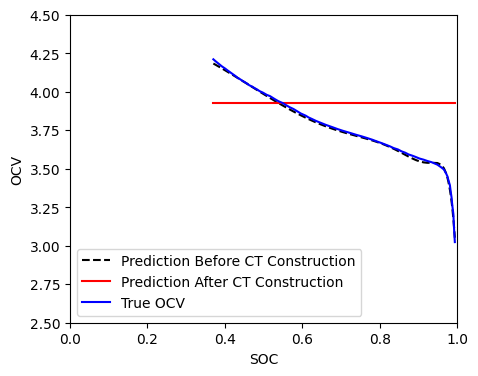 4.50
4.25
4.00
3.75
3.50
3.25
3.00
2.75
2.50
OCV
Prediction Before CT Construction
Prediction After CT Construction
True OCV
0.0 0.2 0.4 0.6 0.8 1.0
SOC